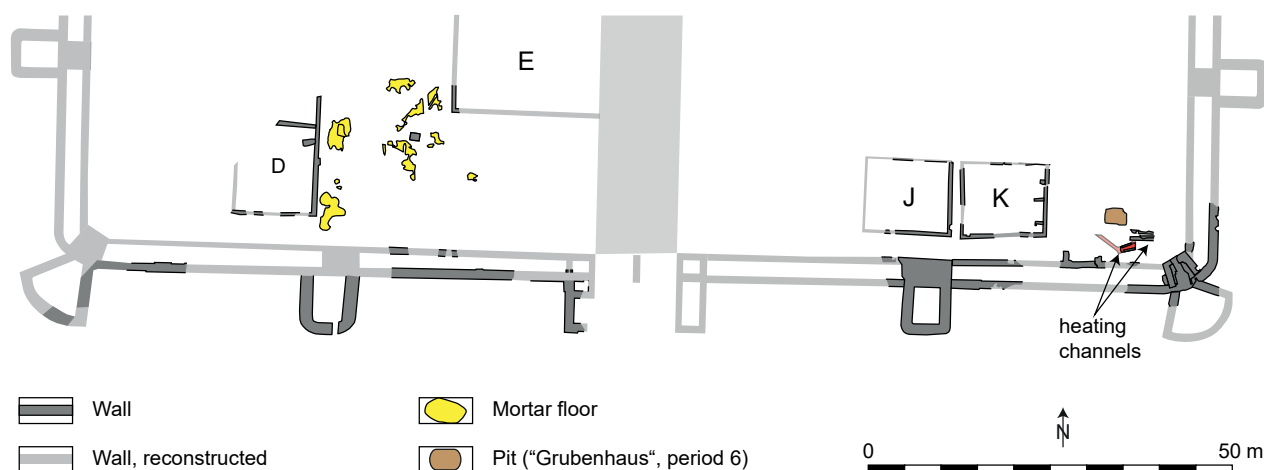 E
D
J
K
heating
channels
Wall
Mortar floor
N
Wall, reconstructed
Pit ("Grubenhaus“, period 6)
0
50 m